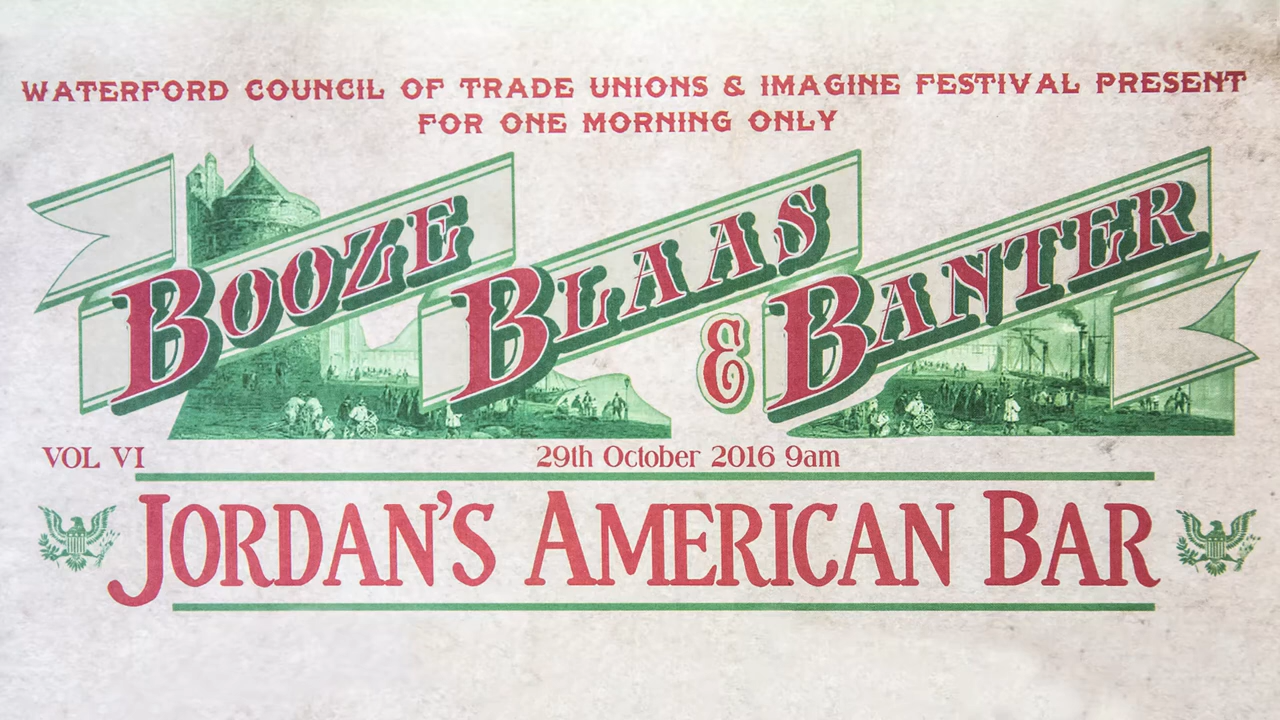 WATERFORD COUNCIL OF TRADE UNIONS & IMAGINE FESTIVAL PRESENT
FOR ONE MORNING ONLY
BOOZE BLAAS & BANTER
VOL VI 29th October 2016 9am
JORDAN'S AMERICAN BAR